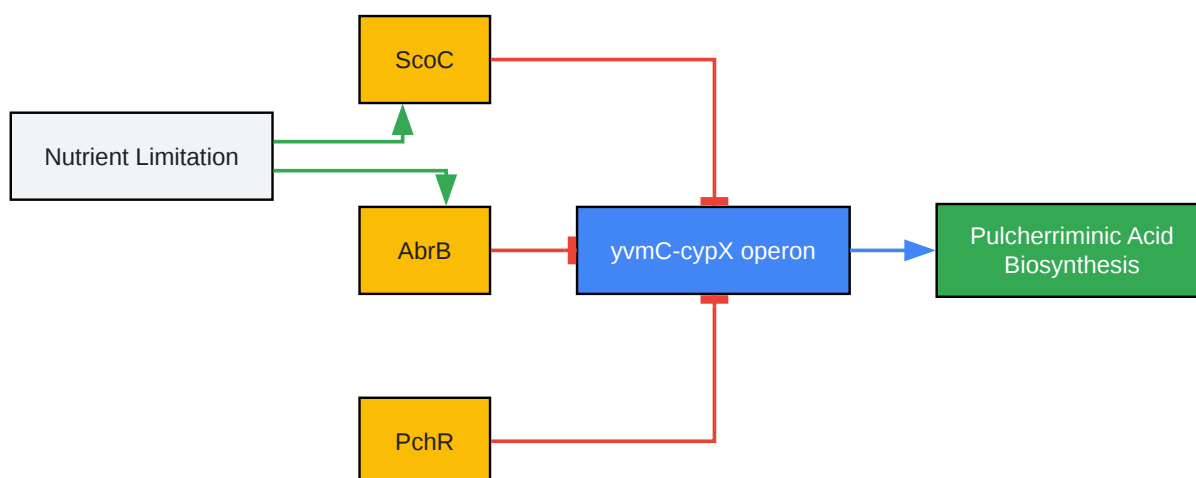 ScoC
Nutrient Limitation
AbrB
yvmC-cypX operon
Pulcherriminic Acid
Biosynthesis
PchR